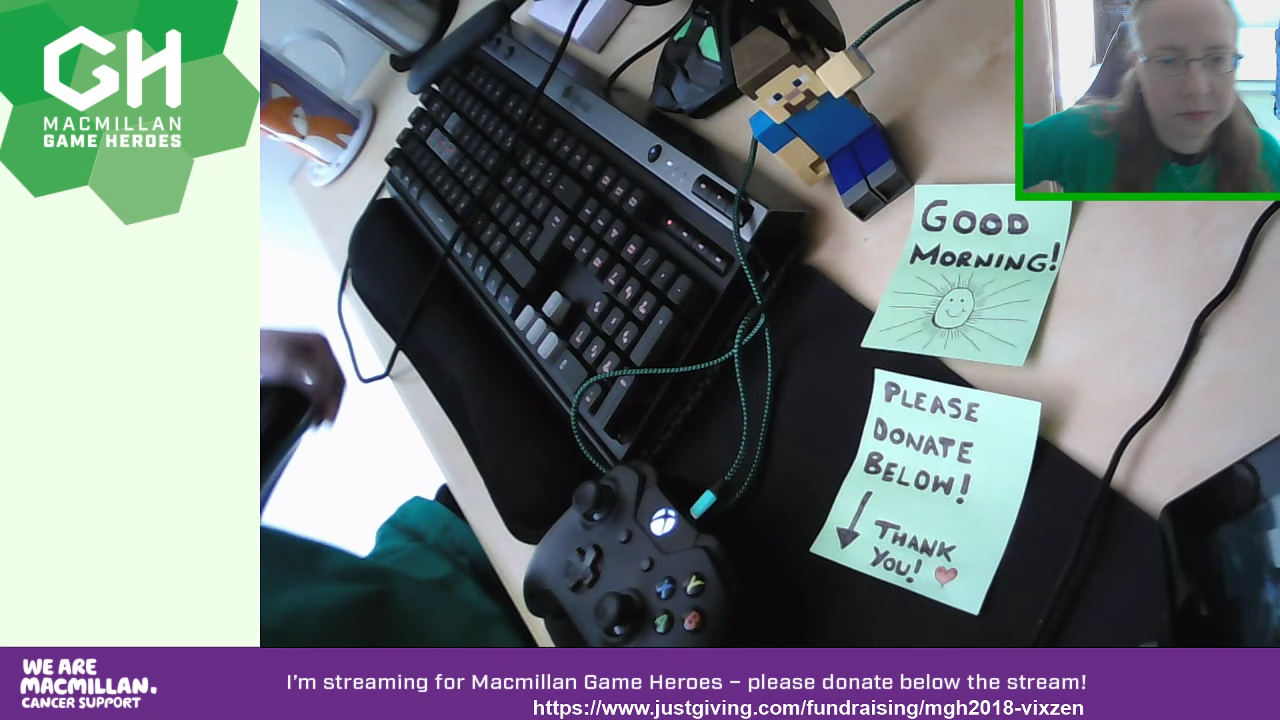 GH
MACMILLAN
GAME HEROES
GOOD
MORNING!
PLEASE
DONATE
BELOW!
THANK
YOU!
X
Y
A
B
WE ARE
MACMILLAN.
CANCER SUPPORT
I'm streaming for Macmillan Game Heroes – please donate below the stream!
https://www.justgiving.com/fundraising/mgh2018-vixzen